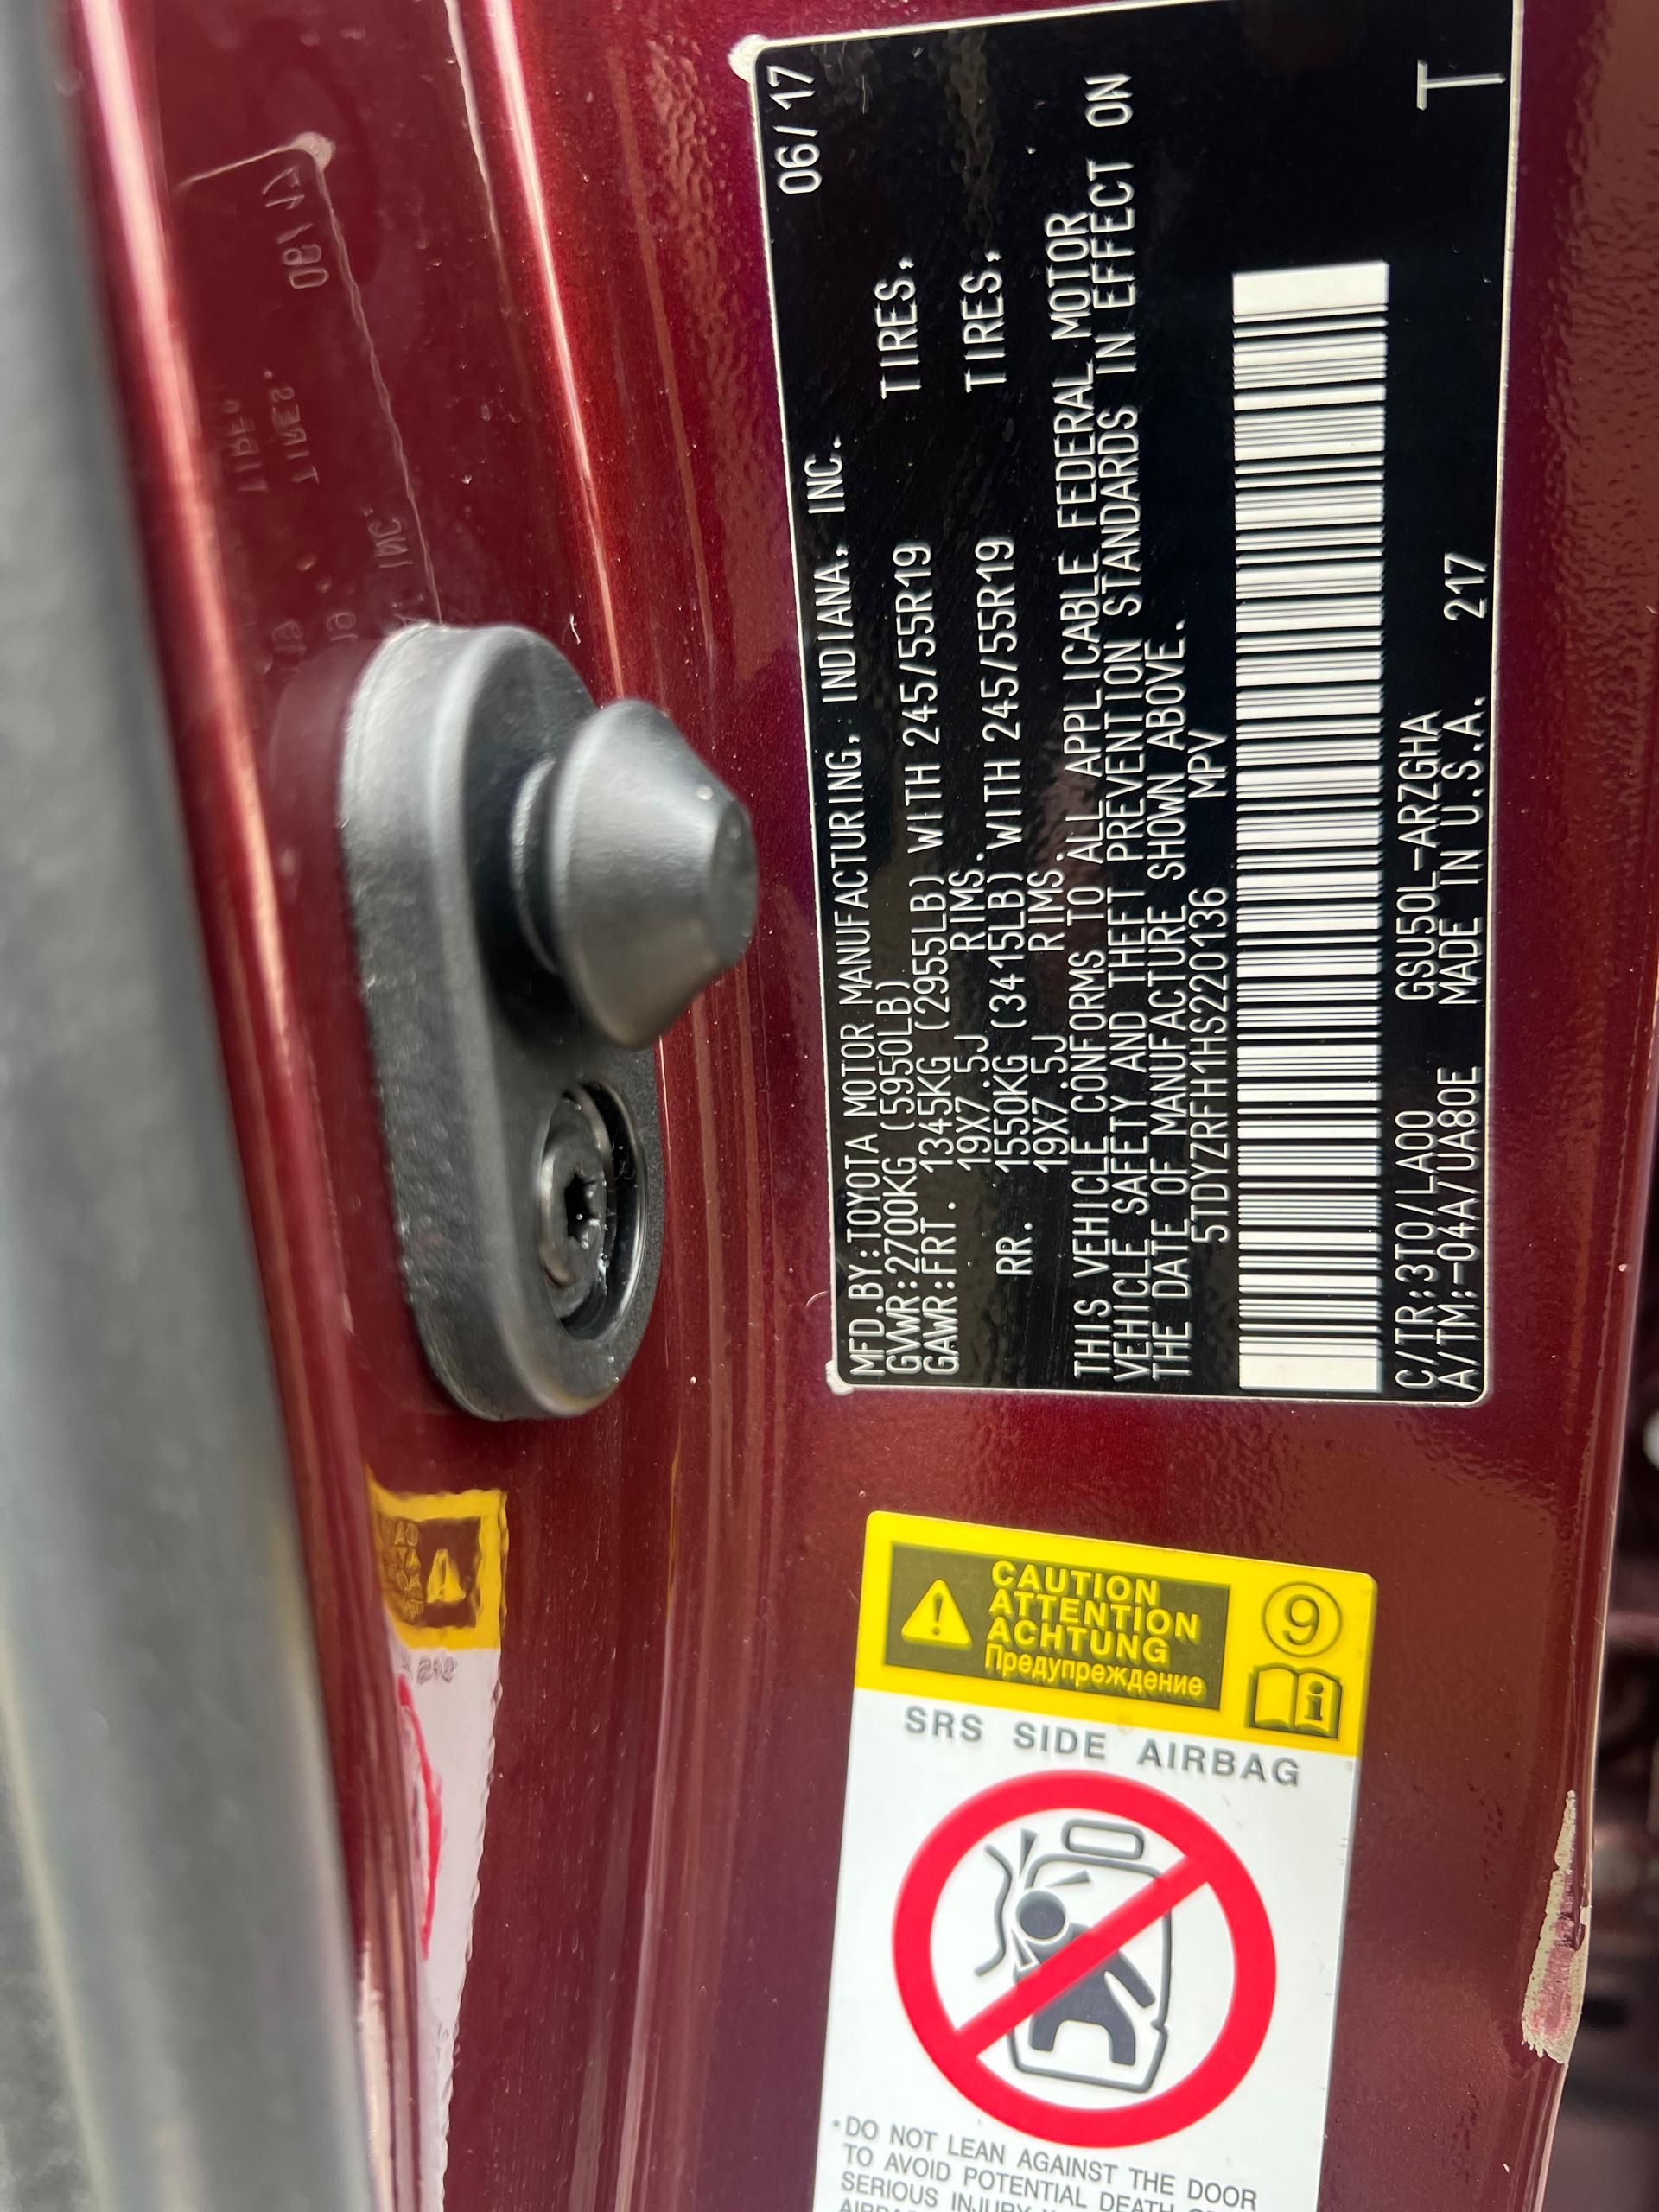 MFD.BY:TOYOTA MOTOR MANUFACTURING, INDIANA, INC. 06/17
GVWR:2700KG (5950LB)
GAWR:FRT. 1345KG (2955LB) WITH 245/55R19 TIRES,
19X7.5J RIMS.
RR. 1550KG (3415LB) WITH 245/55R19 TIRES,
19X7.5J RIMS.
THIS VEHICLE CONFORMS TO ALL APPLICABLE FEDERAL MOTOR
VEHICLE SAFETY AND THEFT PREVENTION STANDARDS IN EFFECT ON
THE DATE OF MANUFACTURE SHOWN ABOVE.
5TDYZRFH1HS220136 MPV
C/TR:3T0/LA00 GSU50L-ARZGHA
A/TM:-04A/UA80E MADE IN U.S.A. 217 T
CAUTION
ATTENTION
ACHTUNG
Предупреждение
9
i
SRS SIDE AIRBAG
•DO NOT LEAN AGAINST THE DOOR
TO AVOID POTENTIAL DEATH
SERIOUS INJURY